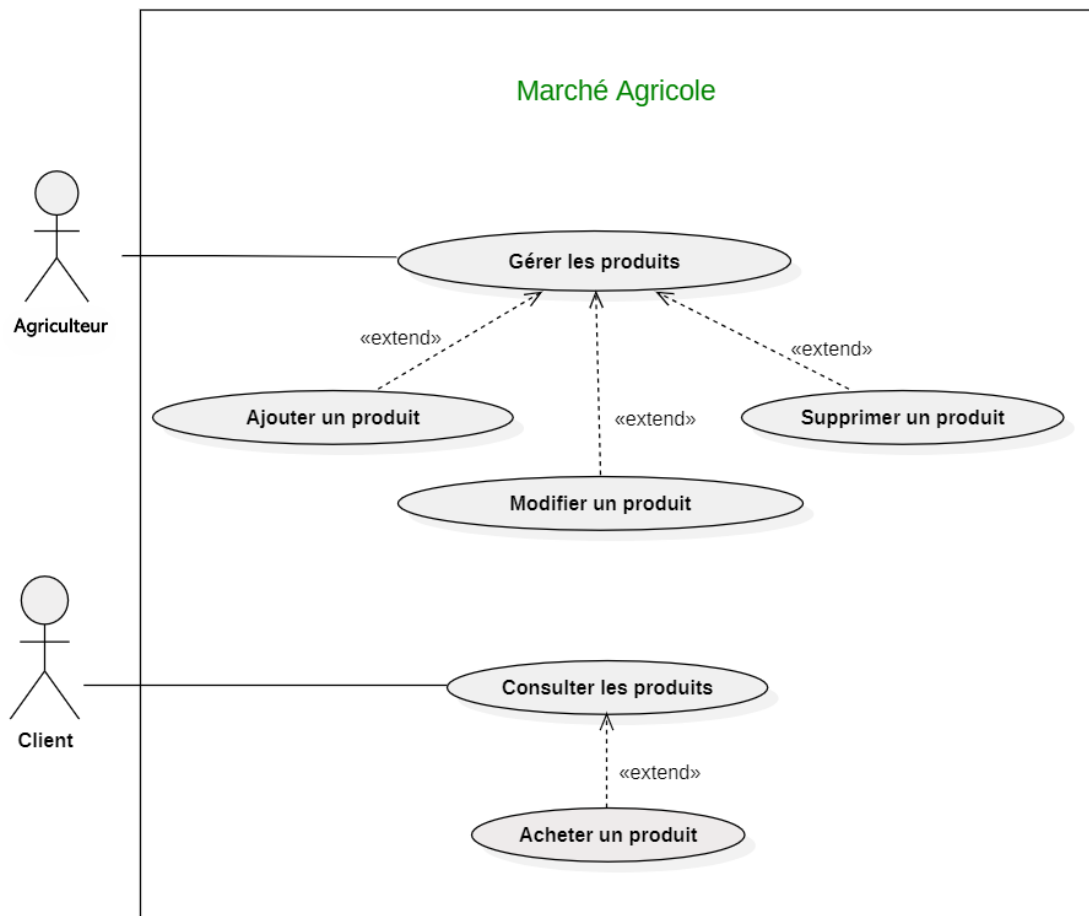 Marché Agricole
Gérer les produits
Agriculteur
«extend»
«extend»
«extend»
Ajouter un produit
Supprimer un produit
Modifier un produit
Consulter les produits
Client
«extend»
Acheter un produit